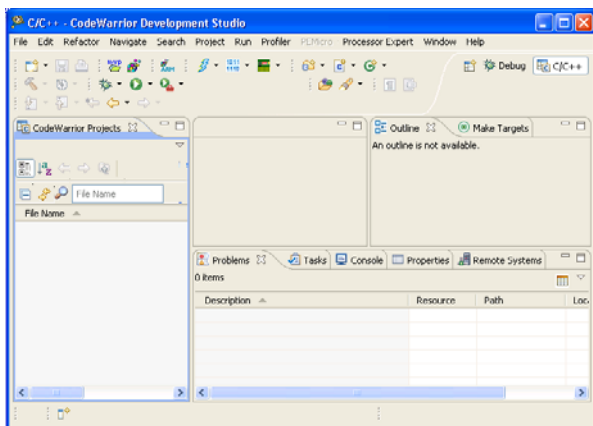 C/C++ - CodeWarrior Development Studio
File Edit Refactor Navigate Search Project Run Profiler PEMicro Processor Expert Window Help
Debug C/C++
CodeWarrior Projects
Outline Make Targets
An outline is not available.
File Name
File Name
Problems Tasks Console Properties Remote Systems
0 items
Description Resource Path Loc